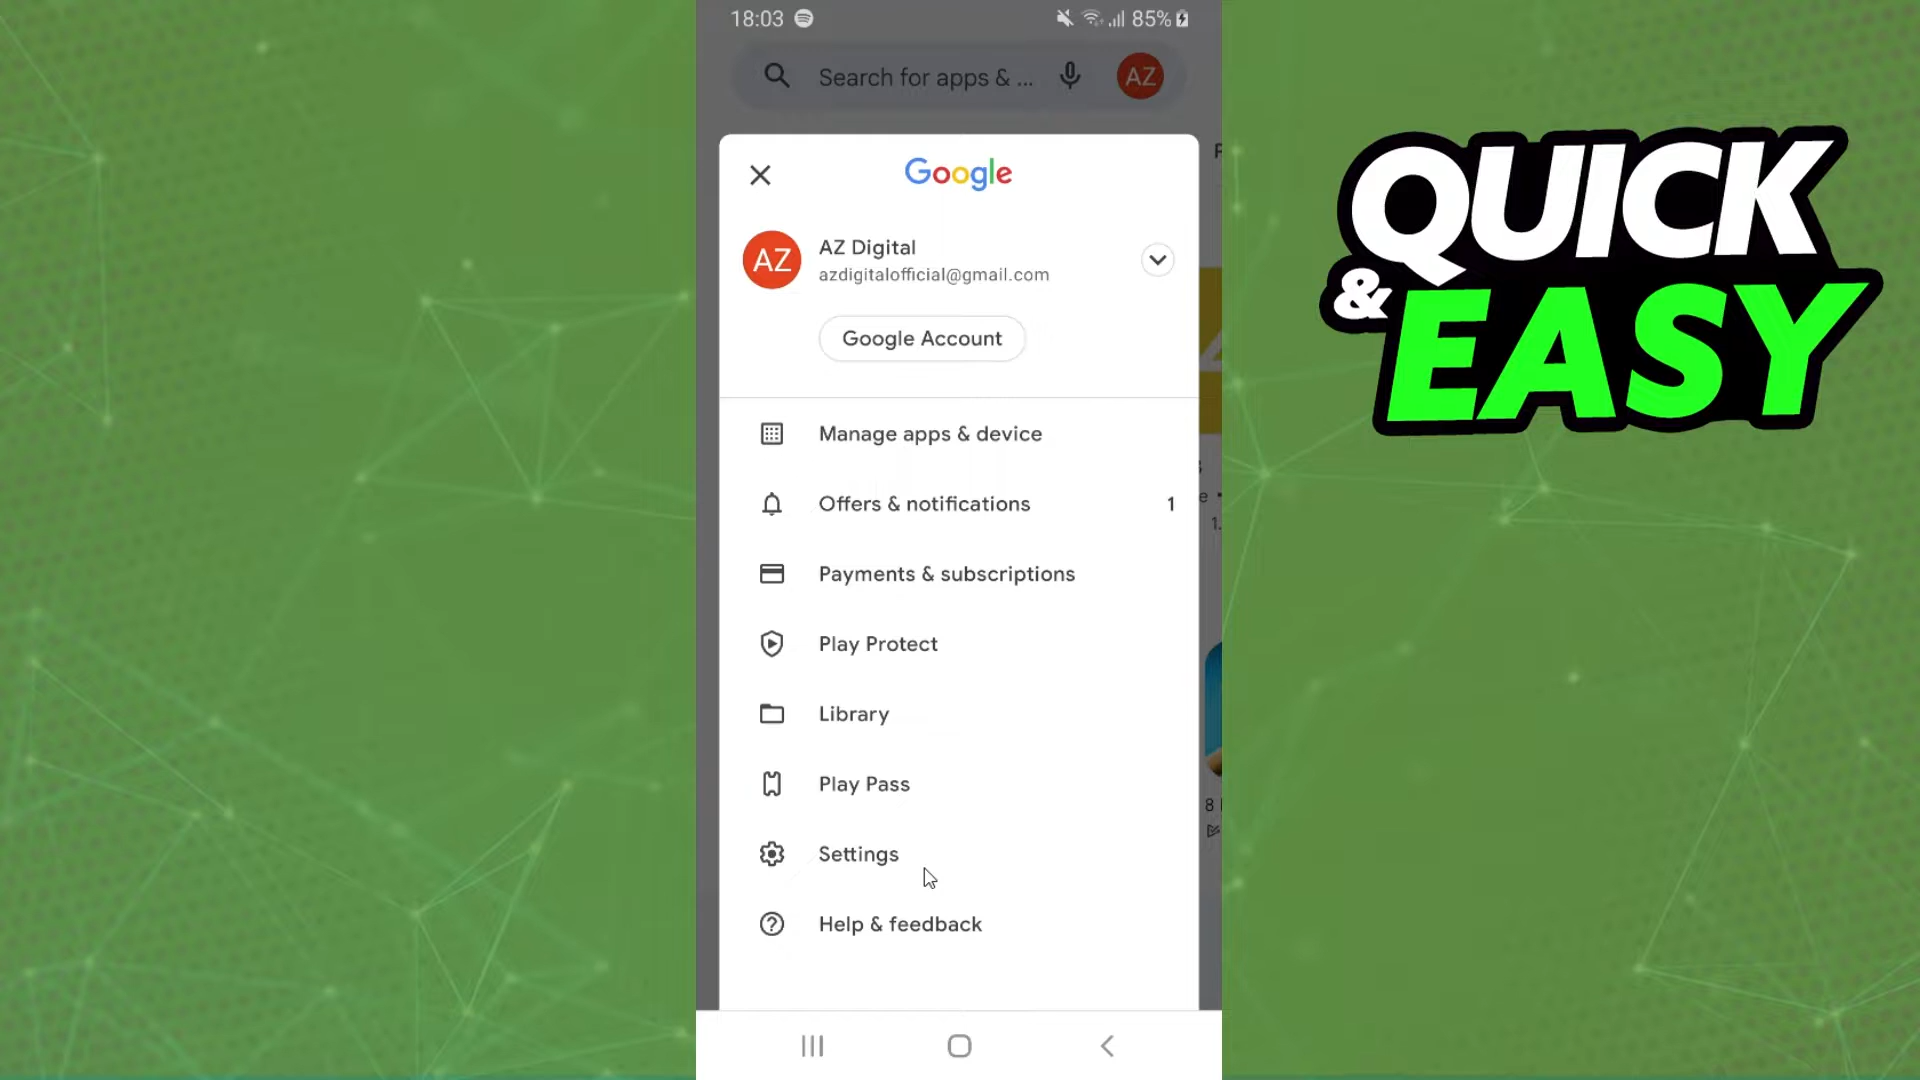 18:03
85%
Search for apps & ...
AZ
Google
AZ
AZ Digital
azdigitalofficial@gmail.com
Google Account
Manage apps & device
Offers & notifications 1
Payments & subscriptions
Play Protect
Library
Play Pass
Settings
Help & feedback
QUICK
& EASY